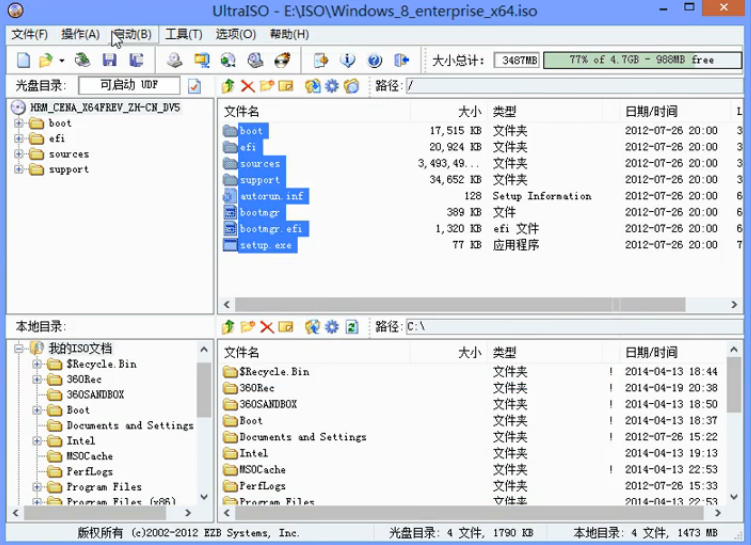 UltraISO - E:\ISO\Windows_8_enterprise_x64.iso
文件(F) 操作(A) 启动(B) 工具(T) 选项(O) 帮助(H)
大小总计: 3487MB 77% of 4.7GB - 988MB free
光盘目录: 可启动 UDF 路径: /
HRM_CENA_X64FREV_ZH-CN_DV5
boot
efi
sources
support
文件名 大小 类型 日期/时间 L
boot 17,515 KB 文件夹 2012-07-26 20:00 3
efi 20,924 KB 文件夹 2012-07-26 20:00 3
sources 3,493,49... 文件夹 2012-07-26 20:00 3
support 34,652 KB 文件夹 2012-07-26 20:00 3
autorun.inf 128 Setup Information 2012-07-26 20:00 6
bootmgr 389 KB 文件 2012-07-26 20:00 6
bootmgr.efi 1,320 KB efi 文件 2012-07-26 20:00 6
setup.exe 77 KB 应用程序 2012-07-26 20:00 7
本地目录: 路径: C:\
我的ISO文档
$Recycle.Bin
360Rec
360SANDBOX
Boot
Documents and Settings
Intel
MSOCache
PerfLogs
Program Files
Program Files (x86)
文件名 大小 类型 日期/时间
$Recycle.Bin 文件夹 ! 2014-04-13 18:44
360Rec 文件夹 ! 2014-04-19 20:38
360SANDBOX 文件夹 ! 2014-04-13 18:50
Boot 文件夹 ! 2014-04-13 18:37
Documents and Settings 文件夹 ! 2012-07-26 15:22
Intel 文件夹 2014-04-13 19:13
MSOCache 文件夹 ! 2014-04-13 22:53
PerfLogs 文件夹 2012-07-26 15:33
Program Files 文件夹 2014-04-13 22:53
版权所有 (c)2002-2012 EZB Systems, Inc. 光盘目录: 4 文件, 1790 KB 本地目录: 4 文件, 1473 MB